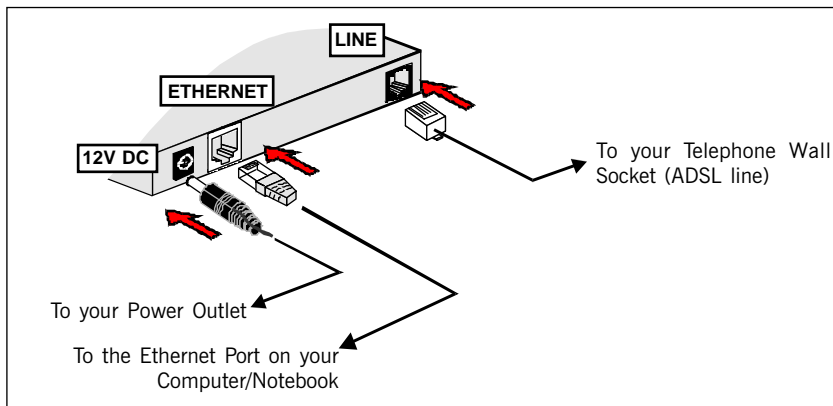 LINE
ETHERNET
12V DC
To your Telephone Wall
Socket (ADSL line)
To your Power Outlet
To the Ethernet Port on your
Computer/Notebook